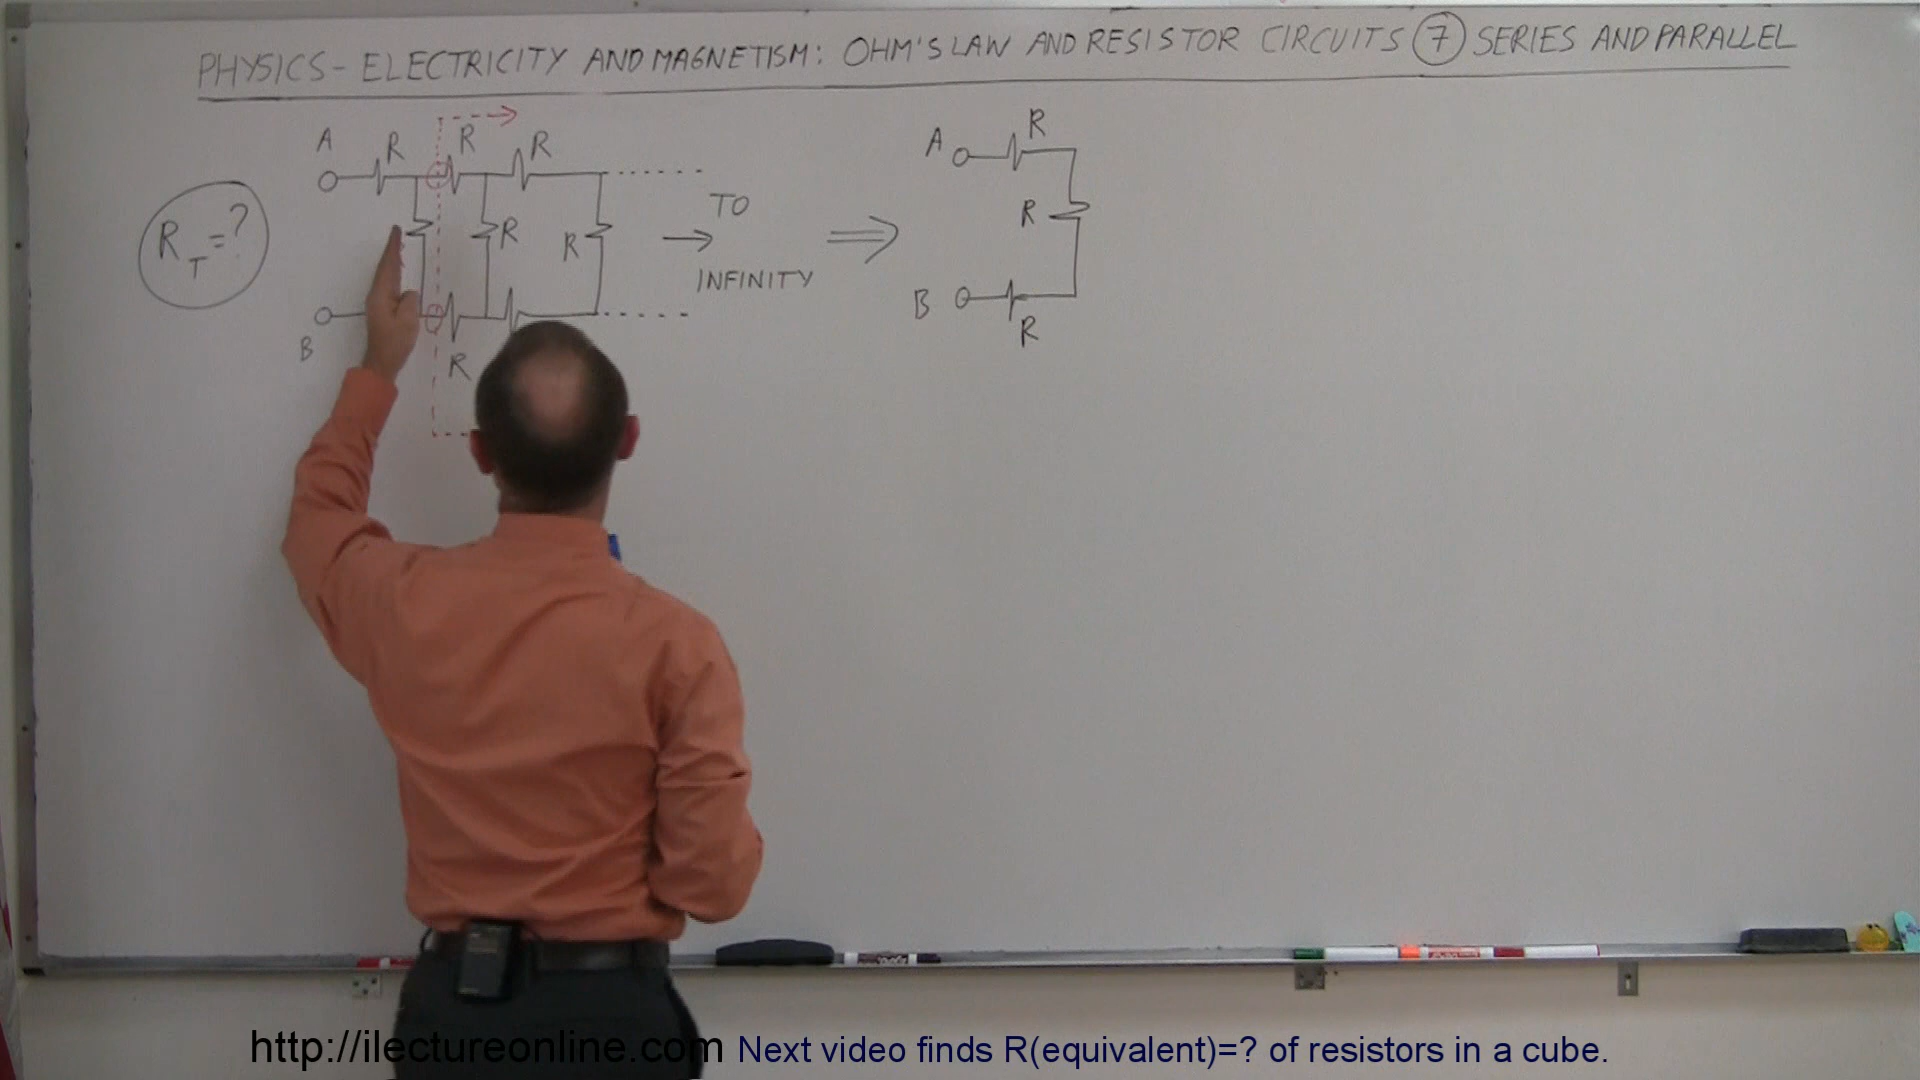 PHYSICS- ELECTRICITY AND MAGNETISM: OHM'S LAW AND RESISTOR CIRCUITS 7 SERIES AND PARALLEL
A R R R
A R
R T = ?
R R
TO
INFINITY
R
B R
B R
http://ilectureonline.com Next video finds R(equivalent)=? of resistors in a cube.